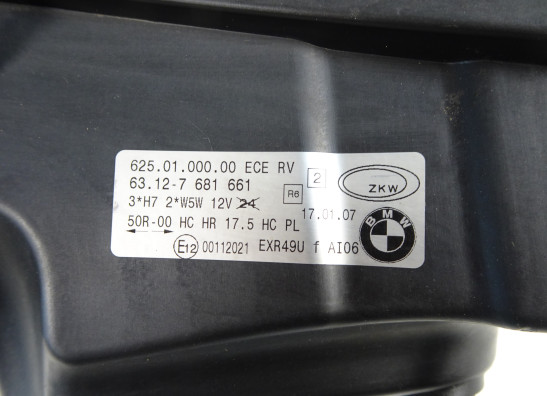 625.01.000.00 ECE RV 2
63.12-7 681 661 R6 ZKW
3*H7 2*W5W 12V 24 17.01.07
50R-00 HC HR 17.5 HC PL BMW
E12 00112021 EXR49U f AI06